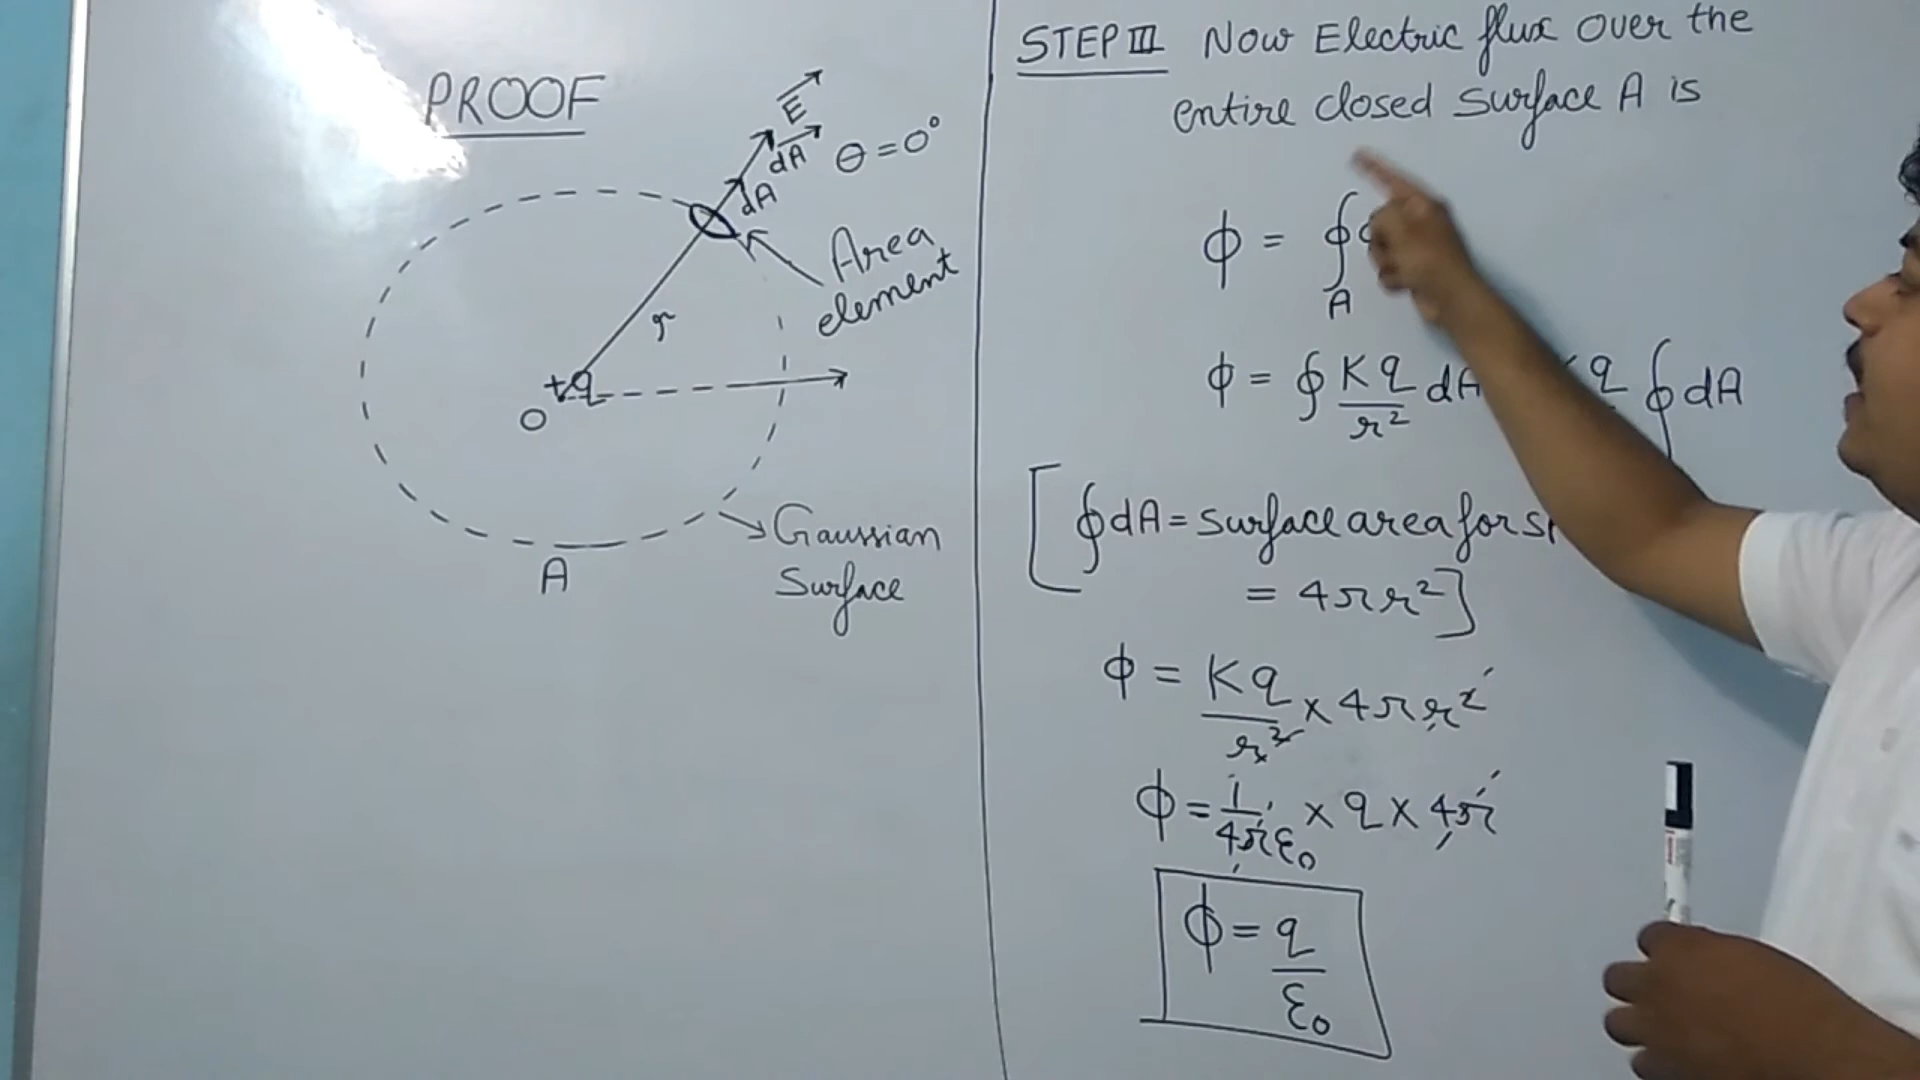 PROOF
E
dA
dA
θ = 0°
Area
element
r
+q
O
Gaussian
Surface
A
STEP III Now Electric flux over the
entire closed surface A is
ϕ = ∮
A
ϕ = ∮ Kq/r² dA q ∮ dA
[∮dA = surface area for
= 4πr²]
ϕ = Kq/r² × 4πr²
ϕ = 1/4πε₀ × q × 4π
ϕ = q/ε₀